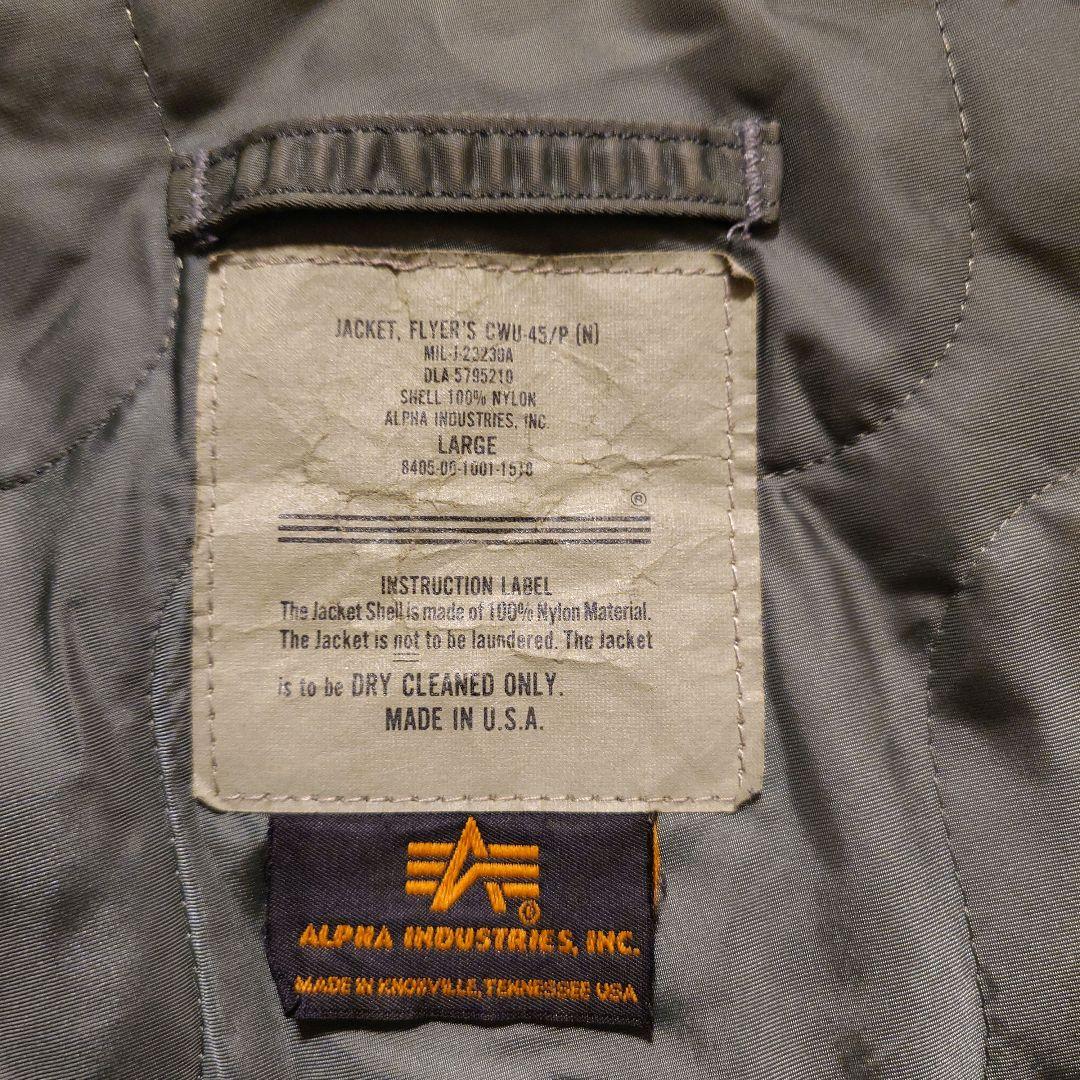 JACKET, FLYER'S CWU-45/P (N)
MIL-J-23230A
DLA 5795210
SHELL 100% NYLON
ALPHA INDUSTRIES, INC.
LARGE
8405-00-1001-1510
®
INSTRUCTION LABEL
The Jacket Shell is made of 100% Nylon Material.
The Jacket is not to be laundered. The Jacket
is to be DRY CLEANED ONLY.
MADE IN U.S.A.
®
ALPHA INDUSTRIES, INC.
MADE IN KNOXVILLE, TENNESSEE USA